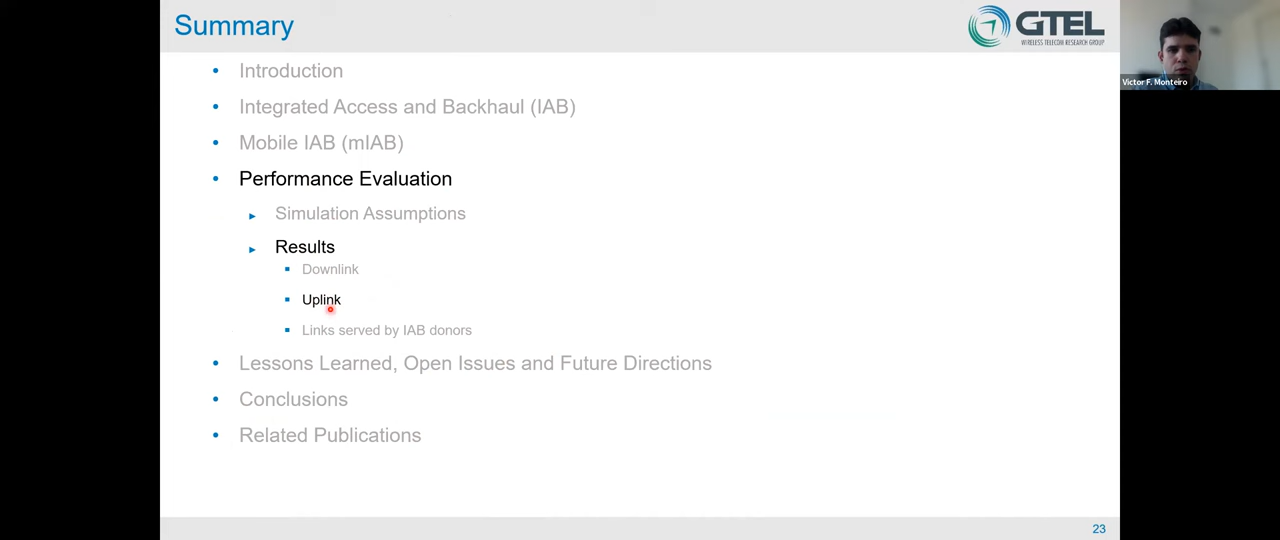 Summary
GTEL
WIRELESS TELECOM RESEARCH GROUP
Victor F. Monteiro
• Introduction
• Integrated Access and Backhaul (IAB)
• Mobile IAB (mIAB)
• Performance Evaluation
► Simulation Assumptions
► Results
▪ Downlink
▪ Uplink
▪ Links served by IAB donors
• Lessons Learned, Open Issues and Future Directions
• Conclusions
• Related Publications
23